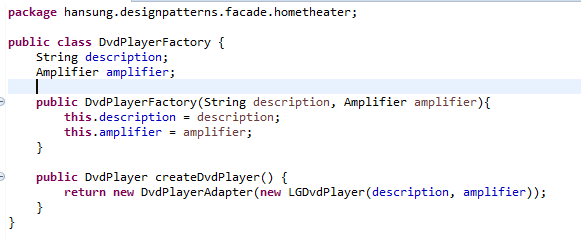 package hansung.designpatterns.facade.hometheater;
public class DvdPlayerFactory {
String description;
Amplifier amplifier;
public DvdPlayerFactory(String description, Amplifier amplifier){
this.description = description;
this.amplifier = amplifier;
}
public DvdPlayer createDvdPlayer() {
return new DvdPlayerAdapter(new LGDvdPlayer(description, amplifier));
}
}